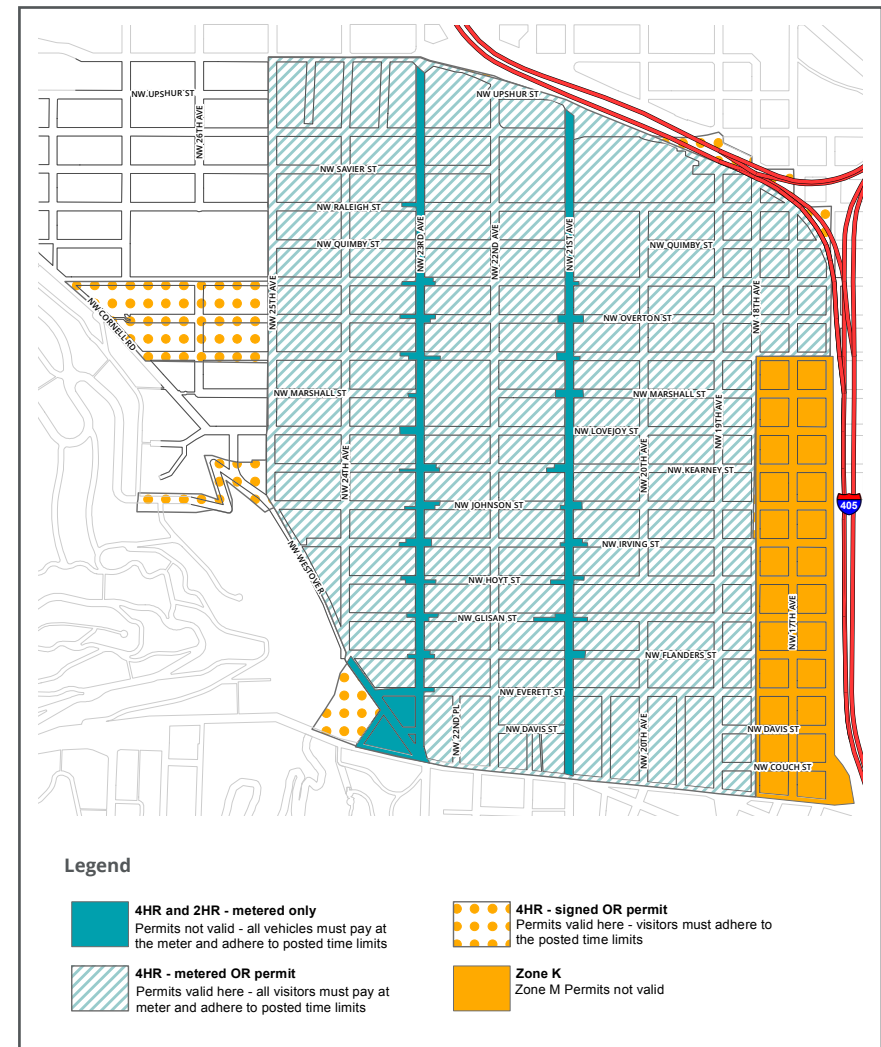 NW UPSHUR ST
NW 26TH AVE
NW UPSHUR ST
NW SAVIER ST
NW RALEIGH ST
NW QUIMBY ST
NW 23RD AVE
NW 22ND AVE
NW 21ST AVE
NW QUIMBY ST
NW 25TH AVE
NW CORNELL RD
NW OVERTON ST
NW 18TH AVE
NW MARSHALL ST
NW MARSHALL ST
NW 19TH AVE
NW LOVEJOY ST
NW 24TH AVE
NW 20TH AVE
NW KEARNEY ST
NW JOHNSON ST
405
NW WESTOVER
NW IRVING ST
NW HOYT ST
NW GLISAN ST
NW 17TH AVE
NW FLANDERS ST
NW EVERETT ST
NW 22ND PL
NW DAVIS ST
NW 20TH AVE
NW DAVIS ST
NW COUCH ST
Legend
4HR and 2HR - metered only
Permits not valid - all vehicles must pay at
the meter and adhere to posted time limits
4HR - metered OR permit
Permits valid here - all visitors must pay at
meter and adhere to posted time limits
4HR - signed OR permit
Permits valid here - visitors must adhere to
the posted time limits
Zone K
Zone M Permits not valid